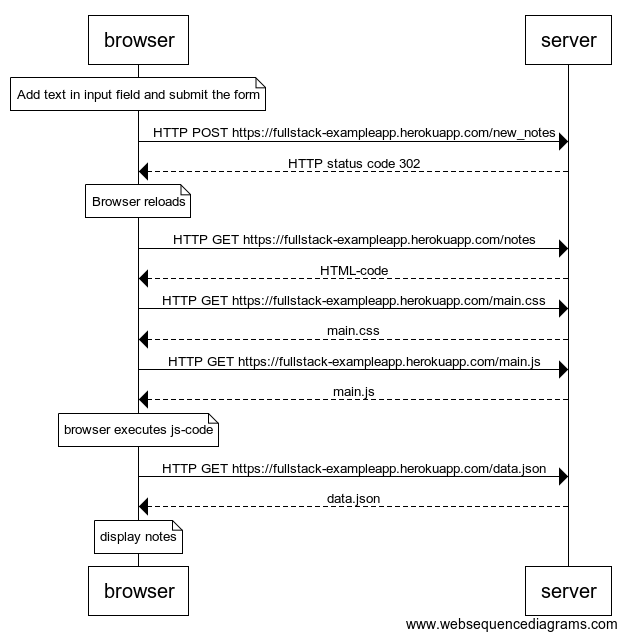 browser server
Add text in input field and submit the form
HTTP POST https://fullstack-exampleapp.herokuapp.com/new_notes
HTTP status code 302
Browser reloads
HTTP GET https://fullstack-exampleapp.herokuapp.com/notes
HTML-code
HTTP GET https://fullstack-exampleapp.herokuapp.com/main.css
main.css
HTTP GET https://fullstack-exampleapp.herokuapp.com/main.js
main.js
browser executes js-code
HTTP GET https://fullstack-exampleapp.herokuapp.com/data.json
data.json
display notes
browser server
www.websequencediagrams.com